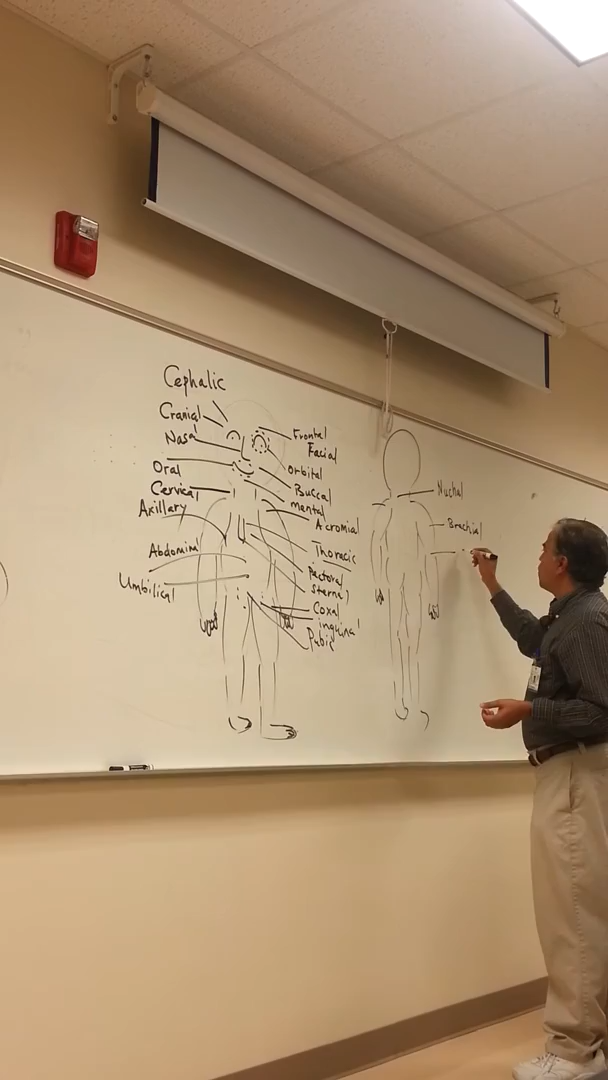 Cephalic
Cranial
Nasal
Oral
Cervical
Axillary
Abdominal
Umbilical
Frontal
Facial
Orbital
Buccal
mental
Acromial
Thoracic
Pectoral
Sternal
Coxal
inguinal
Pubic
Nuchal
Brachial